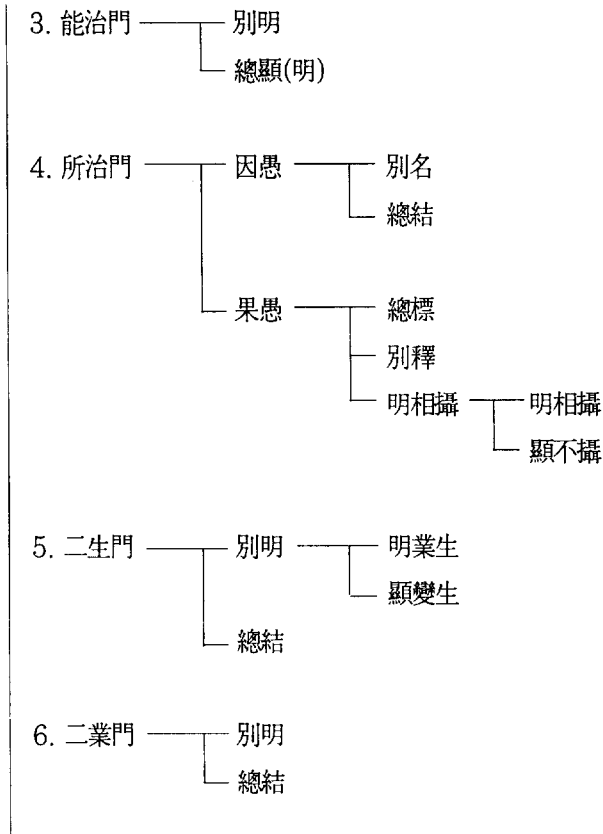 3. 能治門 別明
總顯(明)
4. 所治門 因愚 別名
總結
果愚 總標
別釋
明相攝 明相攝
顯不攝
5. 二生門 別明 明業生
顯變生
總結
6. 二業門 別明
總結